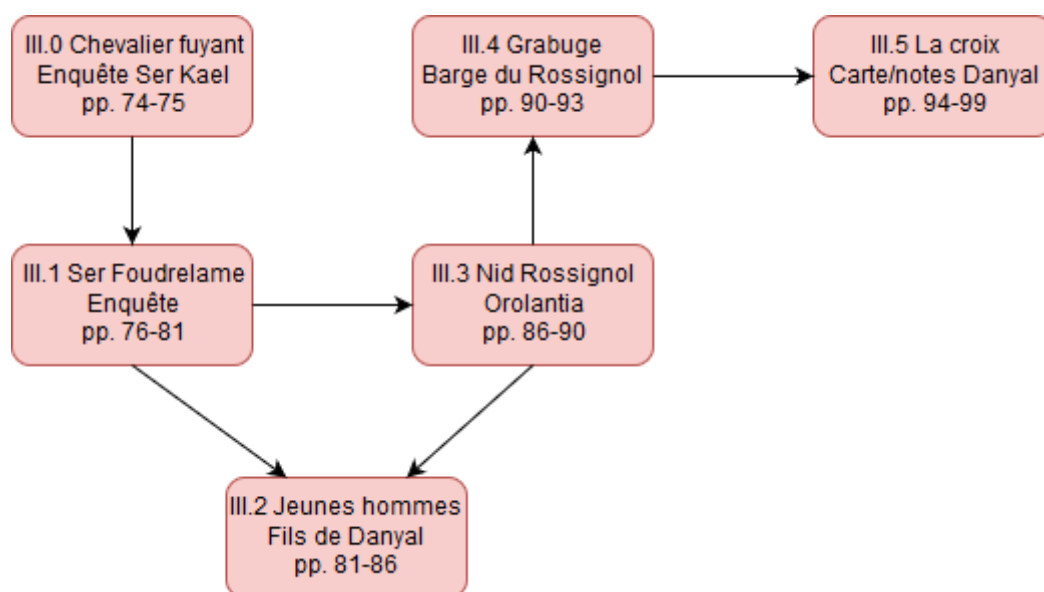 III.0 Chevalier fuyant
Enquête Ser Kael
pp. 74-75
III.4 Grabuge
Barge du Rossignol
pp. 90-93
III.5 La croix
Carte/notes Danyal
pp. 94-99
III.1 Ser Foudrelame
Enquête
pp. 76-81
III.3 Nid Rossignol
Orolantia
pp. 86-90
III.2 Jeunes hommes
Fils de Danyal
pp. 81-86